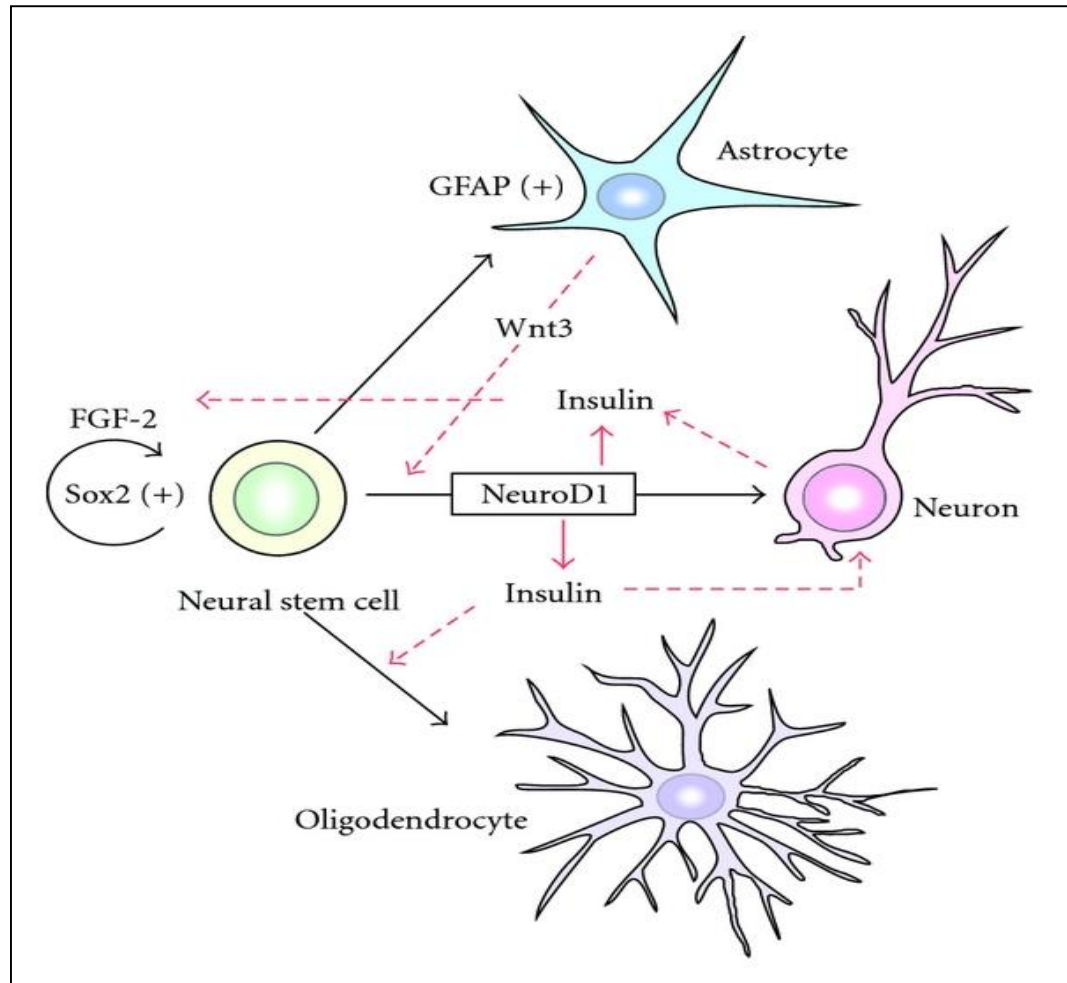 Astrocyte
GFAP (+)
Wnt3
Insulin
FGF-2
Sox2 (+)
NeuroD1
Neuron
Insulin
Neural stem cell
Oligodendrocyte